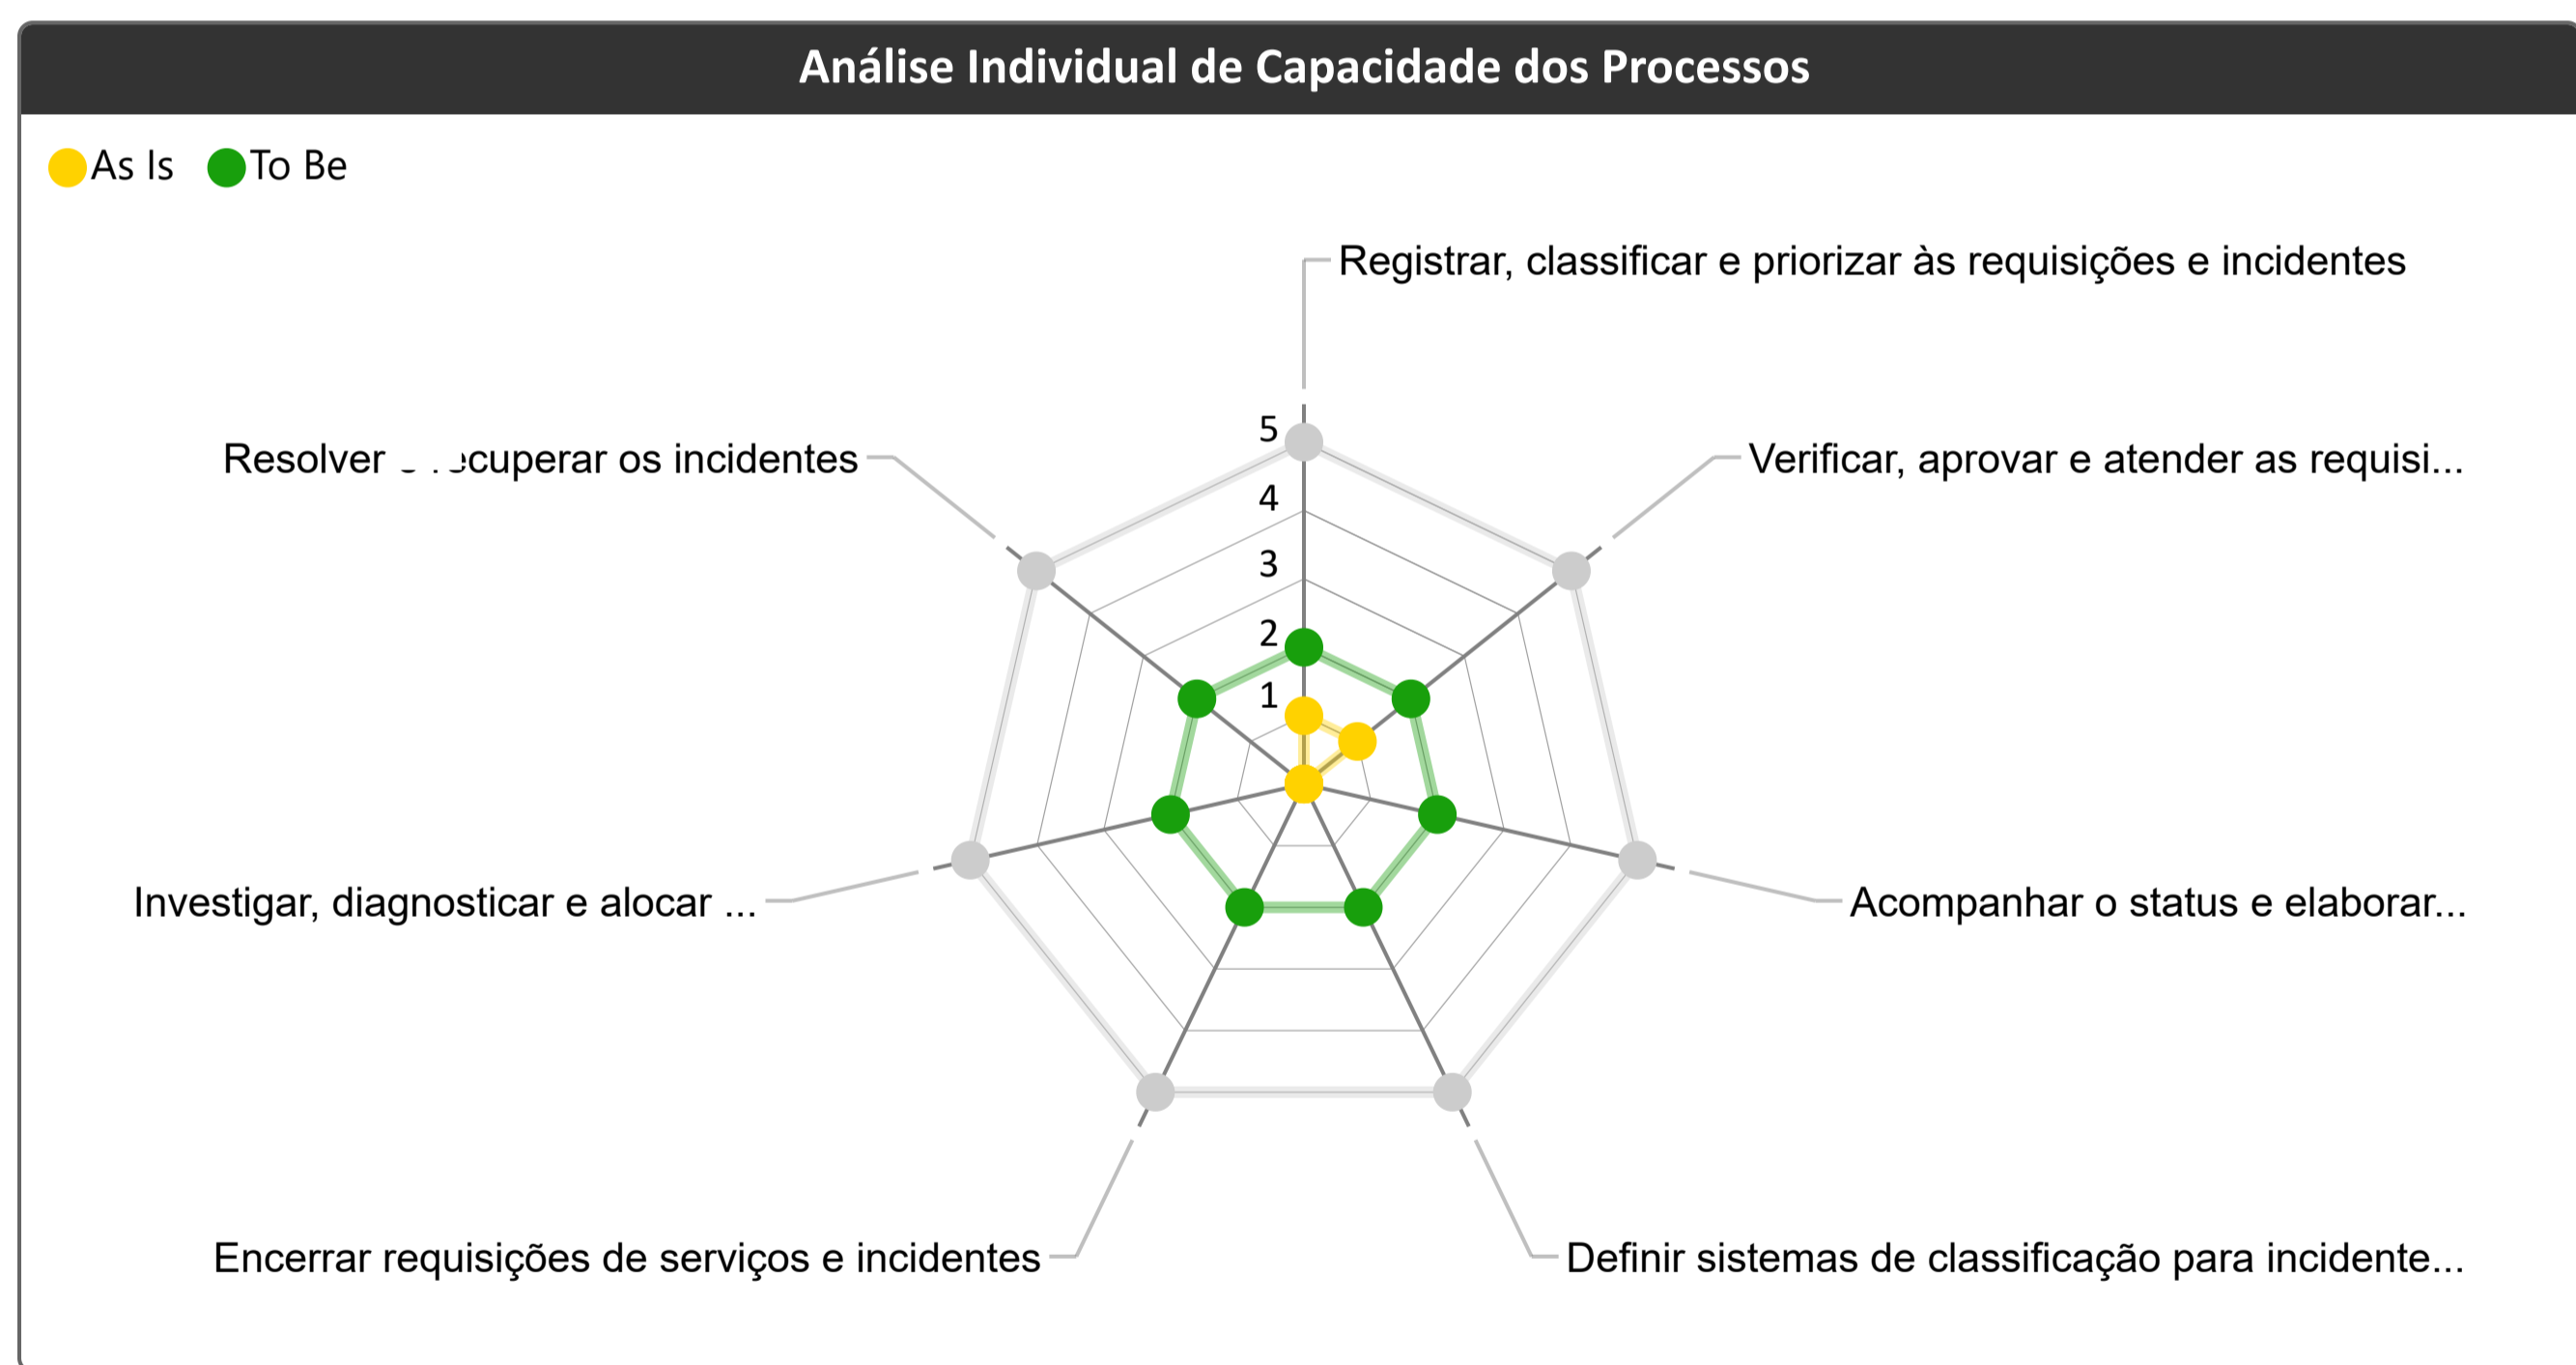 Análise Individual de Capacidade dos Processos
As Is To Be
Registrar, classificar e priorizar às requisições e incidentes
Resolver cuperar os incidentes
Verificar, aprovar e atender as requisi...
5
4
3
2
1
Investigar, diagnosticar e alocar ...
Acompanhar o status e elaborar...
Encerrar requisições de serviços e incidentes
Definir sistemas de classificação para incidente...